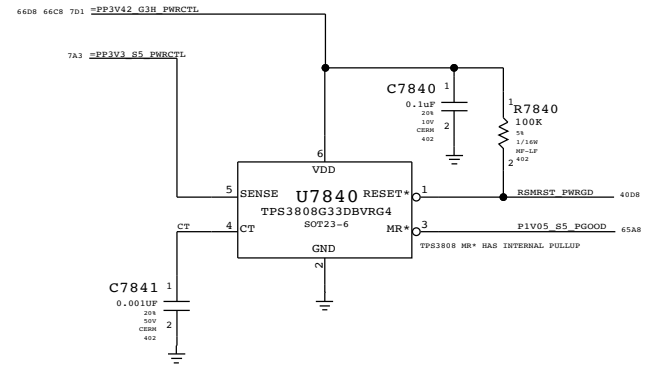 66D8 66C8 7D1 =PP3V42_G3H_PWRCTL
7A3 =PP3V3_S5_PWRCTL
C7840 1
0.1uF
20%
10V
CERM
402
2
1 R7840
100K
5%
1/16W
MF-LF
402
2
6
VDD
5 SENSE U7840 RESET* 1 RSMRST_PWRGD 40D8
TPS3808G33DBVRG4
SOT23-6
CT 4 CT MR* 3 P1V05_S5_PGOOD 65A8
TPS3808 MR* HAS INTERNAL PULLUP
GND
2
C7841 1
0.001UF
20%
50V
CERM
402
2